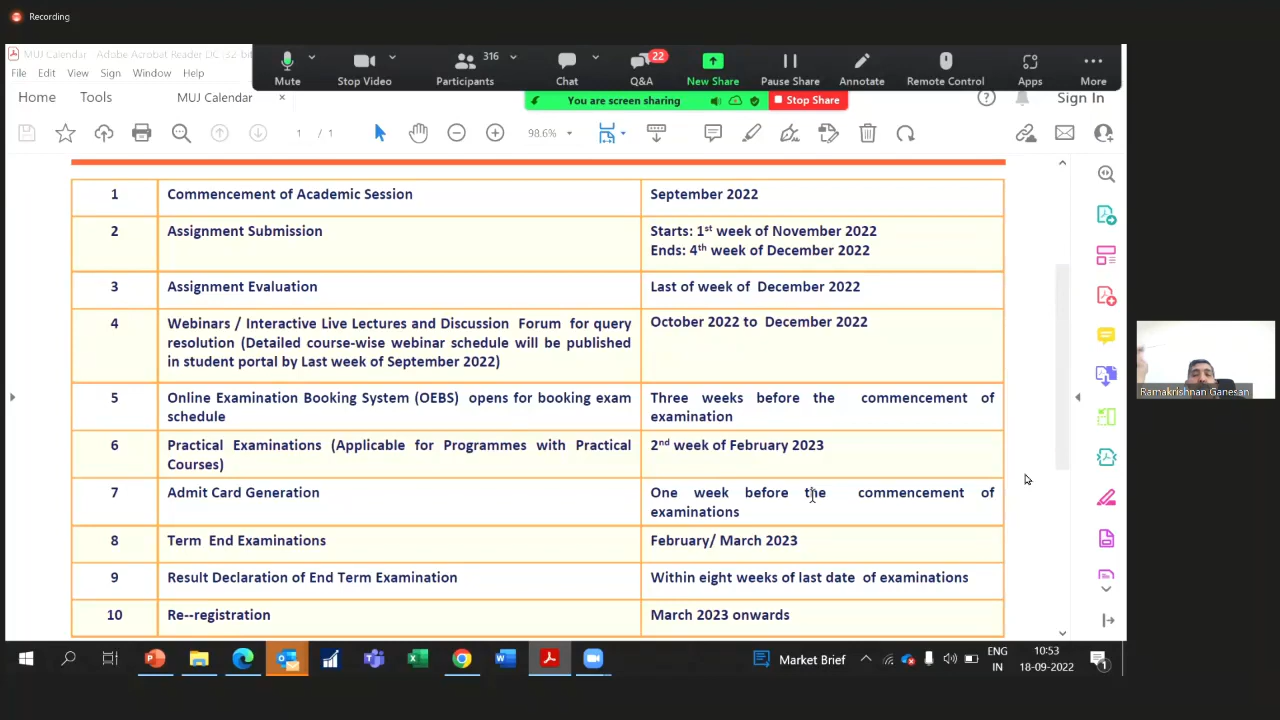 Recording
MUJ Calendar - Adobe Acrobat Reader DC (32-bit
File Edit View Sign Window Help
Mute Stop Video Participants 316 Chat Q&A 22 New Share Pause Share Annotate Remote Control Apps More
You are screen sharing Stop Share
Home Tools MUJ Calendar × Sign In
1 / 1 98.6%
1 Commencement of Academic Session September 2022
2 Assignment Submission Starts: 1st week of November 2022
Ends: 4th week of December 2022
3 Assignment Evaluation Last of week of December 2022
4 Webinars / Interactive Live Lectures and Discussion Forum for query October 2022 to December 2022
resolution (Detailed course-wise webinar schedule will be published
in student portal by Last week of September 2022)
5 Online Examination Booking System (OEBS) opens for booking exam Three weeks before the commencement of
schedule examination
6 Practical Examinations (Applicable for Programmes with Practical 2nd week of February 2023
Courses)
7 Admit Card Generation One week before the commencement of
examinations
8 Term End Examinations February/ March 2023
9 Result Declaration of End Term Examination Within eight weeks of last date of examinations
10 Re--registration March 2023 onwards
Ramakrishnan Ganesan
Market Brief ENG 10:53
IN 18-09-2022 1